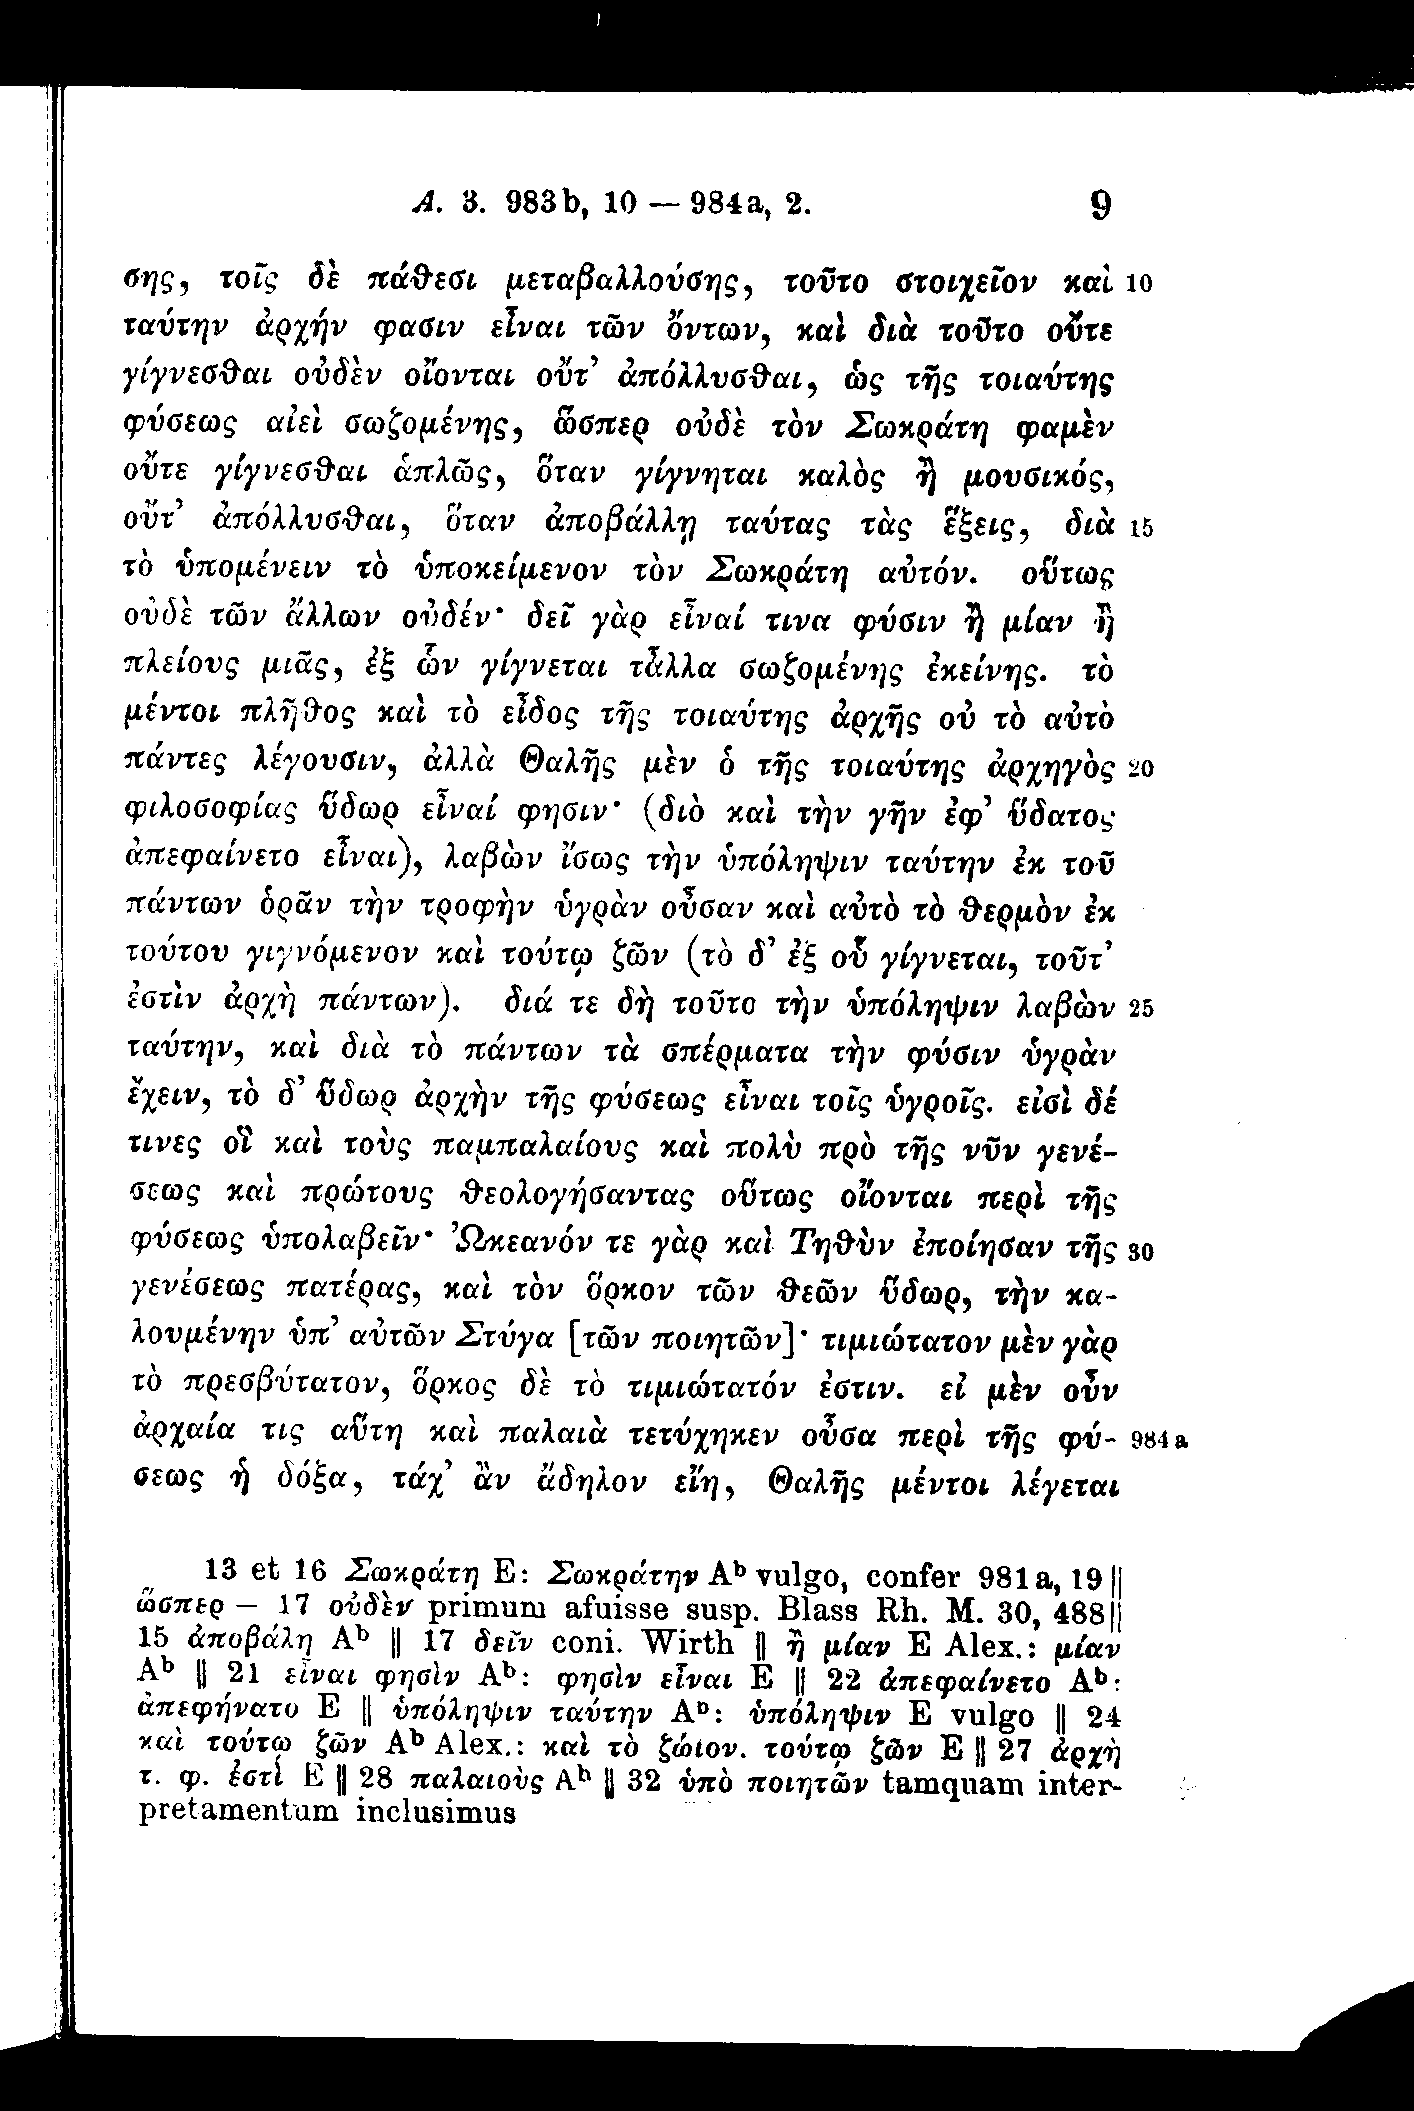 Α. 3. 983b, 10 — 984a, 2. 9
σης, τοῖς δὲ πάθεσι μεταβαλλούσης, τοῦτο στοιχεῖον καὶ 10
ταύτην ἀρχήν φασιν εἶναι τῶν ὄντων, καὶ διὰ τοῦτο οὔτε
γίγνεσθαι οὐδὲν οἴονται οὔτ’ ἀπόλλυσθαι, ὡς τῆς τοιαύτης
φύσεως αἰεὶ σωζομένης, ὥσπερ οὐδὲ τὸν Σωκράτη φαμὲν
οὔτε γίγνεσθαι ἁπλῶς, ὅταν γίγνηται καλὸς ἢ μουσικός,
οὔτ’ ἀπόλλυσθαι, ὅταν ἀποβάλλῃ ταύτας τὰς ἕξεις, διὰ 15
τὸ ὑπομένειν τὸ ὑποκείμενον τὸν Σωκράτη αὐτόν. οὕτως
οὐδὲ τῶν ἄλλων οὐδέν· δεῖ γὰρ εἶναί τινα φύσιν ἢ μίαν ἢ
πλείους μιᾶς, ἐξ ὧν γίγνεται τἆλλα σωζομένης ἐκείνης. τὸ
μέντοι πλῆθος καὶ τὸ εἶδος τῆς τοιαύτης ἀρχῆς οὐ τὸ αὐτὸ
πάντες λέγουσιν, ἀλλὰ Θαλῆς μὲν ὁ τῆς τοιαύτης ἀρχηγὸς 20
φιλοσοφίας ὕδωρ εἶναί φησιν· (διὸ καὶ τὴν γῆν ἐφ’ ὕδατος
ἀπεφαίνετο εἶναι), λαβὼν ἴσως τὴν ὑπόληψιν ταύτην ἐκ τοῦ
πάντων ὁρᾶν τὴν τροφὴν ὑγρὰν οὖσαν καὶ αὐτὸ τὸ θερμὸν ἐκ
τούτου γιγνόμενον καὶ τούτῳ ζῶν (τὸ δ’ ἐξ οὗ γίγνεται, τοῦτ’
ἐστὶν ἀρχὴ πάντων). διά τε δὴ τοῦτο τὴν ὑπόληψιν λαβὼν 25
ταύτην, καὶ διὰ τὸ πάντων τὰ σπέρματα τὴν φύσιν ὑγρὰν
ἔχειν, τὸ δ’ ὕδωρ ἀρχὴν τῆς φύσεως εἶναι τοῖς ὑγροῖς. εἰσὶ δέ
τινες οἳ καὶ τοὺς παμπαλαίους καὶ πολὺ πρὸ τῆς νῦν γενέ-
σεως καὶ πρώτους θεολογήσαντας οὕτως οἴονται περὶ τῆς
φύσεως ὑπολαβεῖν· Ὠκεανόν τε γὰρ καὶ Τηθὺν ἐποίησαν τῆς 30
γενέσεως πατέρας, καὶ τὸν ὅρκον τῶν θεῶν ὕδωρ, τὴν κα-
λουμένην ὑπ’ αὐτῶν Στύγα [τῶν ποιητῶν]· τιμιώτατον μὲν γὰρ
τὸ πρεσβύτατον, ὅρκος δὲ τὸ τιμιώτατόν ἐστιν. εἰ μὲν οὖν
ἀρχαία τις αὕτη καὶ παλαιὰ τετύχηκεν οὖσα περὶ τῆς φύ- 984a
σεως ἡ δόξα, τάχ’ ἂν ἄδηλον εἴη, Θαλῆς μέντοι λέγεται
13 et 16 Σωκράτη E: Σωκράτην Aᵇ vulgo, confer 981a, 19 ||
ὥσπερ — 17 οὐδὲν primum afuisse susp. Blass Rh. M. 30, 488 ||
15 ἀποβάλῃ Aᵇ || 17 δεῖν coni. Wirth || ἢ μίαν E Alex.: μίαν
Aᵇ || 21 εἶναι φησὶν Aᵇ: φησὶν εἶναι E || 22 ἀπεφαίνετο Aᵇ:
ἀπεφήνατο E || ὑπόληψιν ταύτην Aᵇ: ὑπόληψιν E vulgo || 24
καὶ τούτῳ ζῶν Aᵇ Alex.: καὶ τὸ ζώιον. τούτῳ ζῶν E || 27 ἀρχὴ
τ. φ. ἐστὶ E || 28 παλαιοὺς Aᵇ || 32 ὑπὸ ποιητῶν tamquam inter-
pretamentum inclusimus